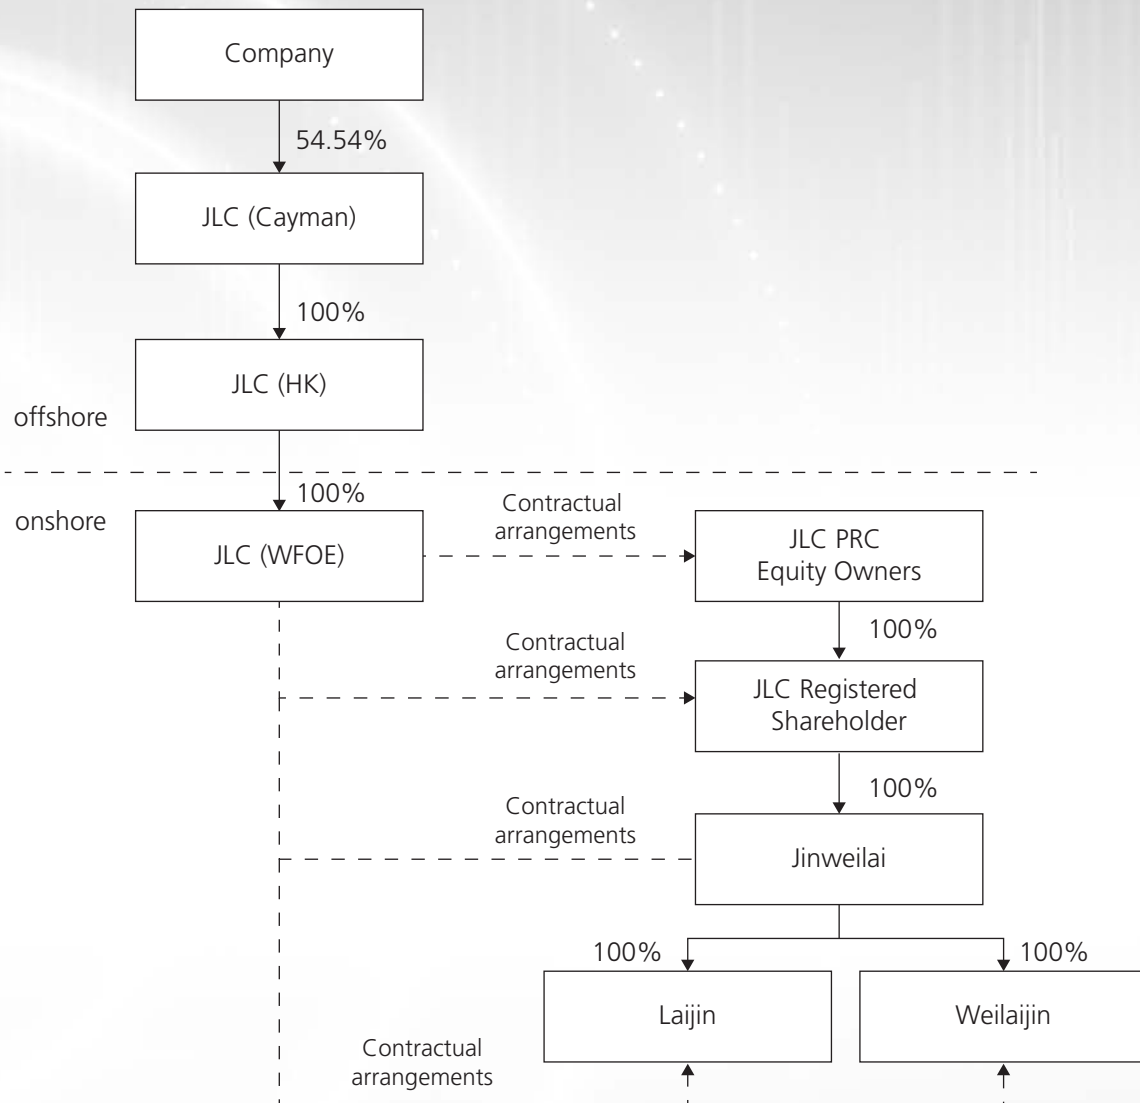 Company
54.54%
JLC (Cayman)
100%
JLC (HK)
offshore
100%
onshore
JLC (WFOE)
Contractual
arrangements
JLC PRC
Equity Owners
100%
Contractual
arrangements
JLC Registered
Shareholder
100%
Contractual
arrangements
Jinweilai
100%
100%
Laijin
Weilaijin
Contractual
arrangements